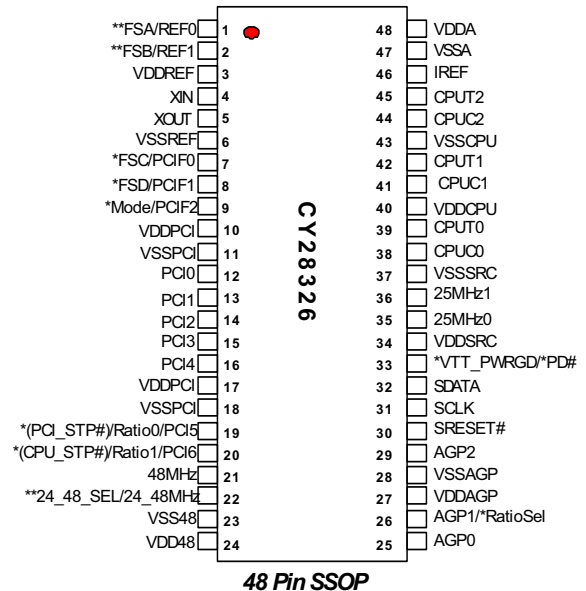 **FSA/REF0 1 48 VDDA
**FSB/REF1 2 47 VSSA
VDDREF 3 46 IREF
XIN 4 45 CPUT2
XOUT 5 44 CPUC2
VSSREF 6 43 VSSCPU
*FSC/PCIF0 7 42 CPUT1
*FSD/PCIF1 8 41 CPUC1
*Mode/PCIF2 9 40 VDDCPU
VDDPCI 10 39 CPUT0
VSSPCI 11 38 CPUC0
PCI0 12 37 VSSSRC
PCI1 13 36 25MHz1
PCI2 14 35 25MHz0
PCI3 15 34 VDDSRC
PCI4 16 33 *VTT_PWRGD/*PD#
VDDPCI 17 32 SDATA
VSSPCI 18 31 SCLK
*(PCI_STP#)/Ratio0/PCI5 19 30 SRESET#
*(CPU_STP#)/Ratio1/PCI6 20 29 AGP2
48MHz 21 28 VSSAGP
**24_48_SEL/24_48MHz 22 27 VDDAGP
VSS48 23 26 AGP1/*RatioSel
VDD48 24 25 AGP0
CY28326
48 Pin SSOP